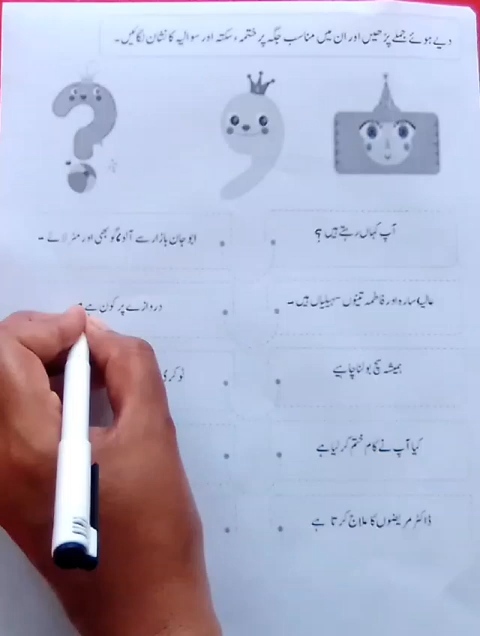 دیے ہوئے جملے پڑھیں اور ان میں مناسب جگہ پر ختمہ، سکتہ اور سوالیہ کا نشان لگائیں۔
آپ کہاں رہتے ہیں؟
ابو جان بازار سے آلو، گوبھی اور مٹر لائے۔
عالیہ، سارہ اور فاطمہ تینوں سہیلیاں ہیں۔
دروازے پر کون ہے
ہمیشہ سچ بولنا چاہیے
کیا آپ نے کام ختم کر لیا ہے
ڈاکٹر مریضوں کا علاج کرتا ہے